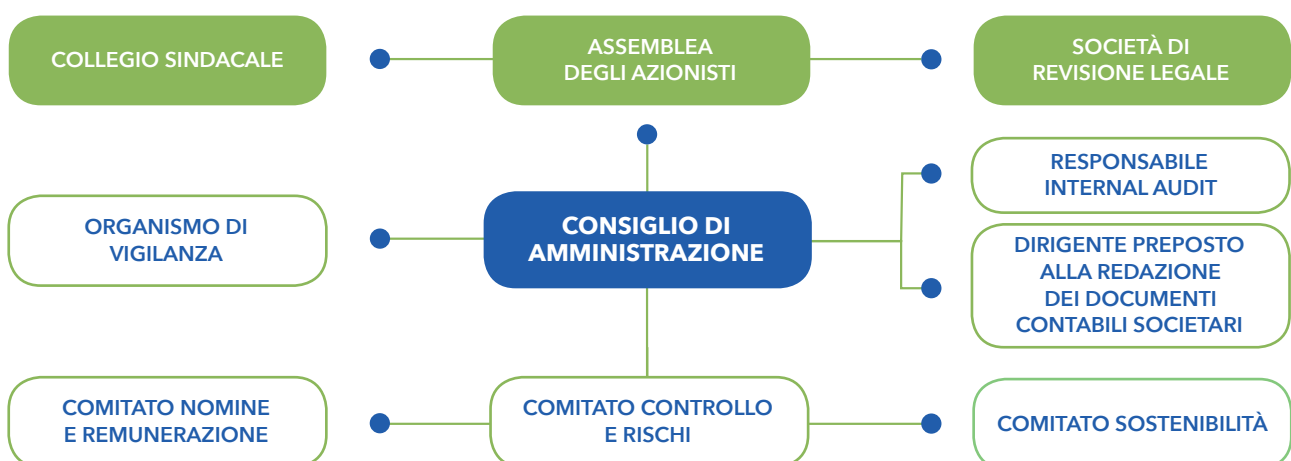 COLLEGIO SINDACALE
ASSEMBLEA
DEGLI AZIONISTI
SOCIETÀ DI
REVISIONE LEGALE
RESPONSABILE
INTERNAL AUDIT
ORGANISMO DI
VIGILANZA
CONSIGLIO DI
AMMINISTRAZIONE
DIRIGENTE PREPOSTO
ALLA REDAZIONE
DEI DOCUMENTI
CONTABILI SOCIETARI
COMITATO NOMINE
E REMUNERAZIONE
COMITATO CONTROLLO
E RISCHI
COMITATO SOSTENIBILITÀ